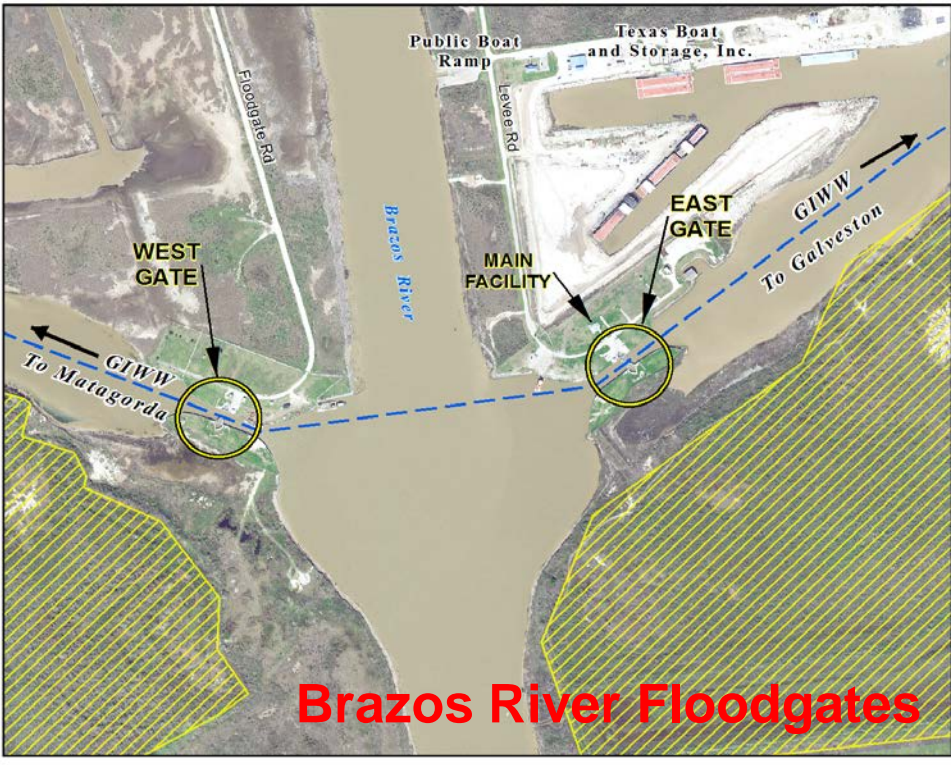 Public Boat
Ramp
Texas Boat
and Storage, Inc.
Floodgate Rd
Levee Rd
Brazos River
WEST
GATE
EAST
GATE
MAIN
FACILITY
GIWW
To Galveston
GIWW
To Matagorda
Brazos River Floodgates